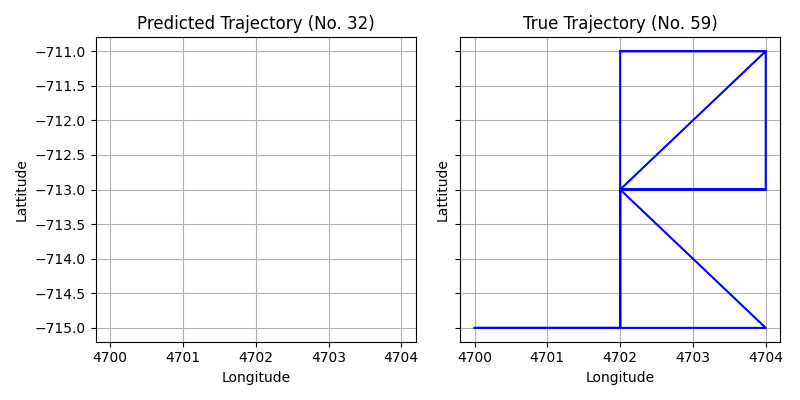 Predicted Trajectory (No. 32)
True Trajectory (No. 59)
−711.0
−711.5
−712.0
−712.5
−713.0
−713.5
−714.0
−714.5
−715.0
Lattitude
Lattitude
4700 4701 4702 4703 4704
4700 4701 4702 4703 4704
Longitude
Longitude